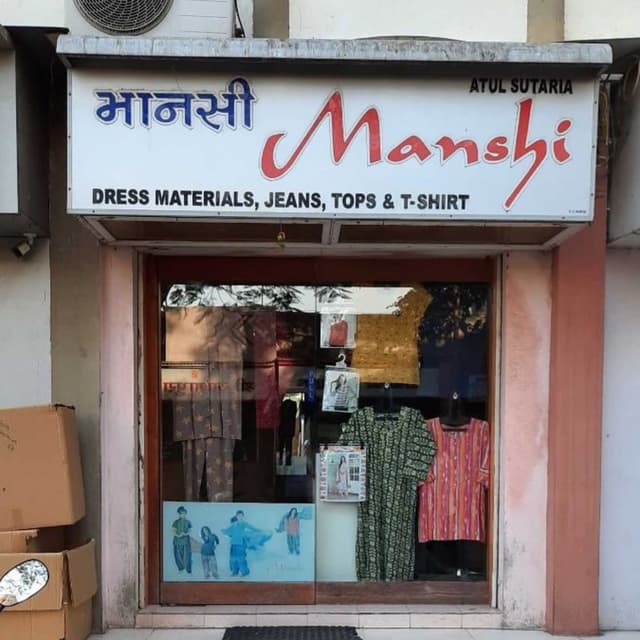 भानसी
ATUL SUTARIA
Manshi
DRESS MATERIALS, JEANS, TOPS & T-SHIRT